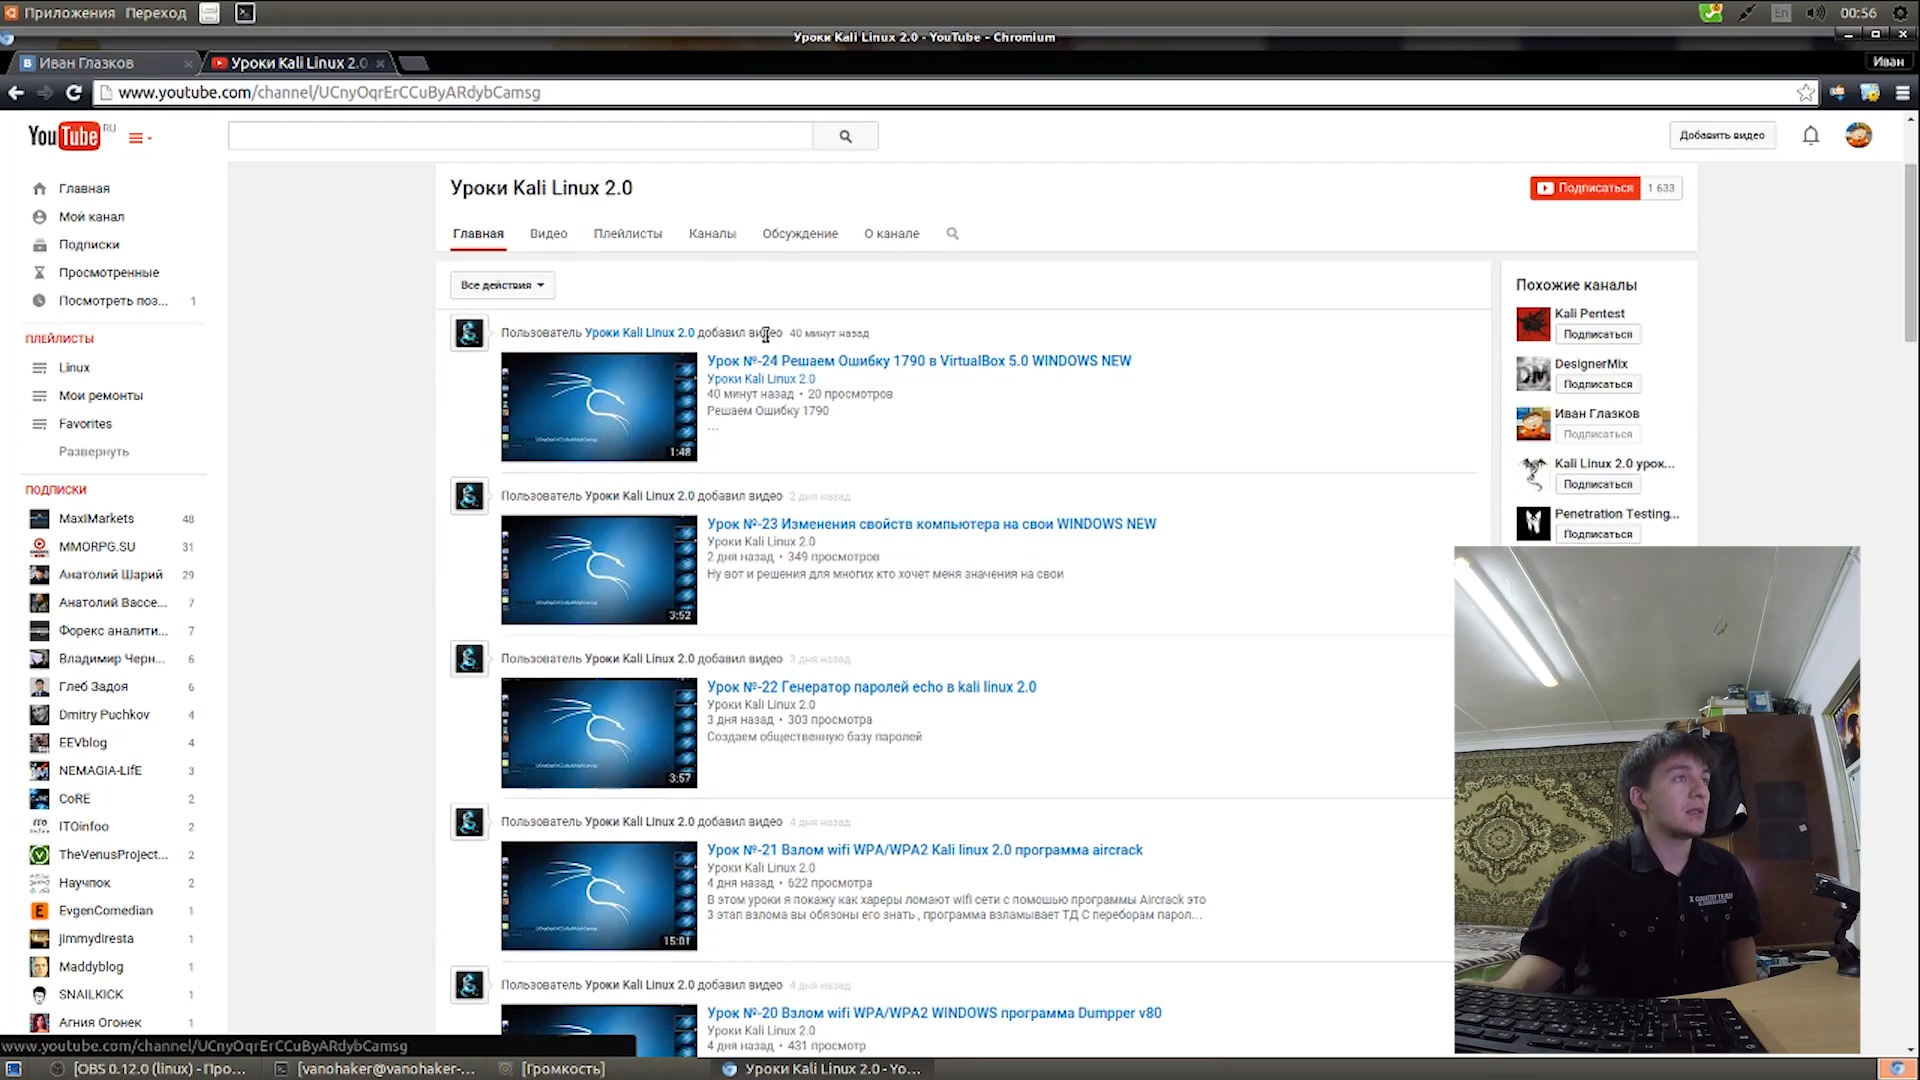 Приложения Переход
En
00:56
Уроки Kali Linux 2.0 - YouTube - Chromium
Иван Глазков
Уроки Kali Linux 2.0
Иван
www.youtube.com/channel/UCnyOqrErCCuByARdybCamsg
YouTube RU
Добавить видео
Главная
Мой канал
Подписки
Просмотренные
Посмотреть поз... 1
ПЛЕЙЛИСТЫ
Linux
Мои ремонты
Favorites
Развернуть
ПОДПИСКИ
MaxiMarkets 48
MMORPG.SU 31
Анатолий Шарий 29
Анатолий Вассе... 7
Форекс аналити... 7
Владимир Черн... 6
Глеб Задоя 6
Dmitry Puchkov 4
EEVblog 4
NEMAGIA-LifE 3
CoRE 2
ITOinfoo 2
TheVenusProject... 2
Научпок 2
EvgenComedian 1
jimmydiresta 1
Maddyblog 1
SNAILKICK 1
Агния Огонек 1
Уроки Kali Linux 2.0
Подписаться 1 633
Главная Видео Плейлисты Каналы Обсуждение О канале
Все действия
Пользователь Уроки Kali Linux 2.0 добавил видео 40 минут назад
Урок №-24 Решаем Ошибку 1790 в VirtualBox 5.0 WINDOWS NEW
Уроки Kali Linux 2.0
40 минут назад • 20 просмотров
Решаем Ошибку 1790
...
1:48
Пользователь Уроки Kali Linux 2.0 добавил видео 2 дня назад
Урок №-23 Изменения свойств компьютера на свои WINDOWS NEW
Уроки Kali Linux 2.0
2 дня назад • 349 просмотров
Ну вот и решения для многих кто хочет меня значения на свои
3:52
Пользователь Уроки Kali Linux 2.0 добавил видео 3 дня назад
Урок №-22 Генератор паролей echo в kali linux 2.0
Уроки Kali Linux 2.0
3 дня назад • 303 просмотра
Создаем общественную базу паролей
3:57
Пользователь Уроки Kali Linux 2.0 добавил видео 4 дня назад
Урок №-21 Взлом wifi WPA/WPA2 Kali linux 2.0 программа aircrack
Уроки Kali Linux 2.0
4 дня назад • 622 просмотра
В этом уроки я покажу как хареры ломают wifi сети с помощью программы Aircrack это
3 этап взлома вы обязоны его знать , программа взламывает ТД С переборам парол...
15:01
Пользователь Уроки Kali Linux 2.0 добавил видео 4 дня назад
Урок №-20 Взлом wifi WPA/WPA2 WINDOWS программа Dumpper v80
Уроки Kali Linux 2.0
4 дня назад • 431 просмотр
Похожие каналы
Kali Pentest
Подписаться
DesignerMix
Подписаться
Иван Глазков
Подписаться
Kali Linux 2.0 урок...
Подписаться
Penetration Testing...
Подписаться
www.youtube.com/channel/UCnyOqrErCCuByARdybCamsg
[OBS 0.12.0 (linux) - Про...
[vanohaker@vanohaker-...
[Громкость]
Уроки Kali Linux 2.0 - Yo...